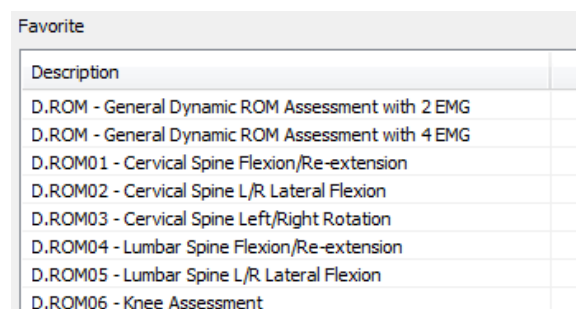 Favorite
Description
D.ROM - General Dynamic ROM Assessment with 2 EMG
D.ROM - General Dynamic ROM Assessment with 4 EMG
D.ROM01 - Cervical Spine Flexion/Re-extension
D.ROM02 - Cervical Spine L/R Lateral Flexion
D.ROM03 - Cervical Spine Left/Right Rotation
D.ROM04 - Lumbar Spine Flexion/Re-extension
D.ROM05 - Lumbar Spine L/R Lateral Flexion
D.ROM06 - Knee Assessment